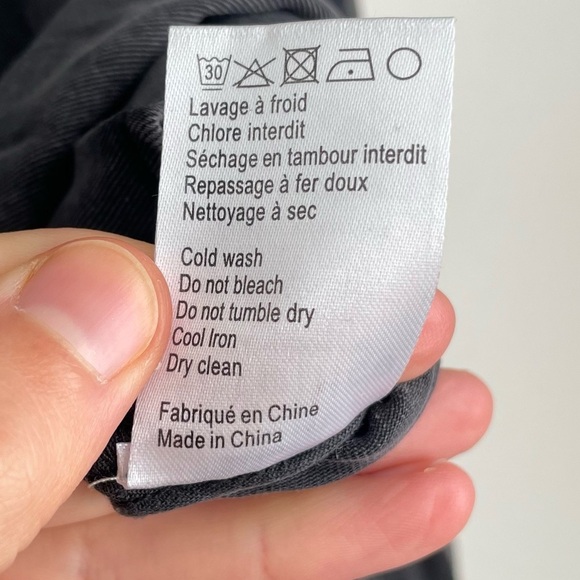 30
Lavage à froid
Chlore interdit
Séchage en tambour interdit
Repassage à fer doux
Nettoyage à sec
Cold wash
Do not bleach
Do not tumble dry
Cool Iron
Dry clean
Fabriqué en Chine
Made in China